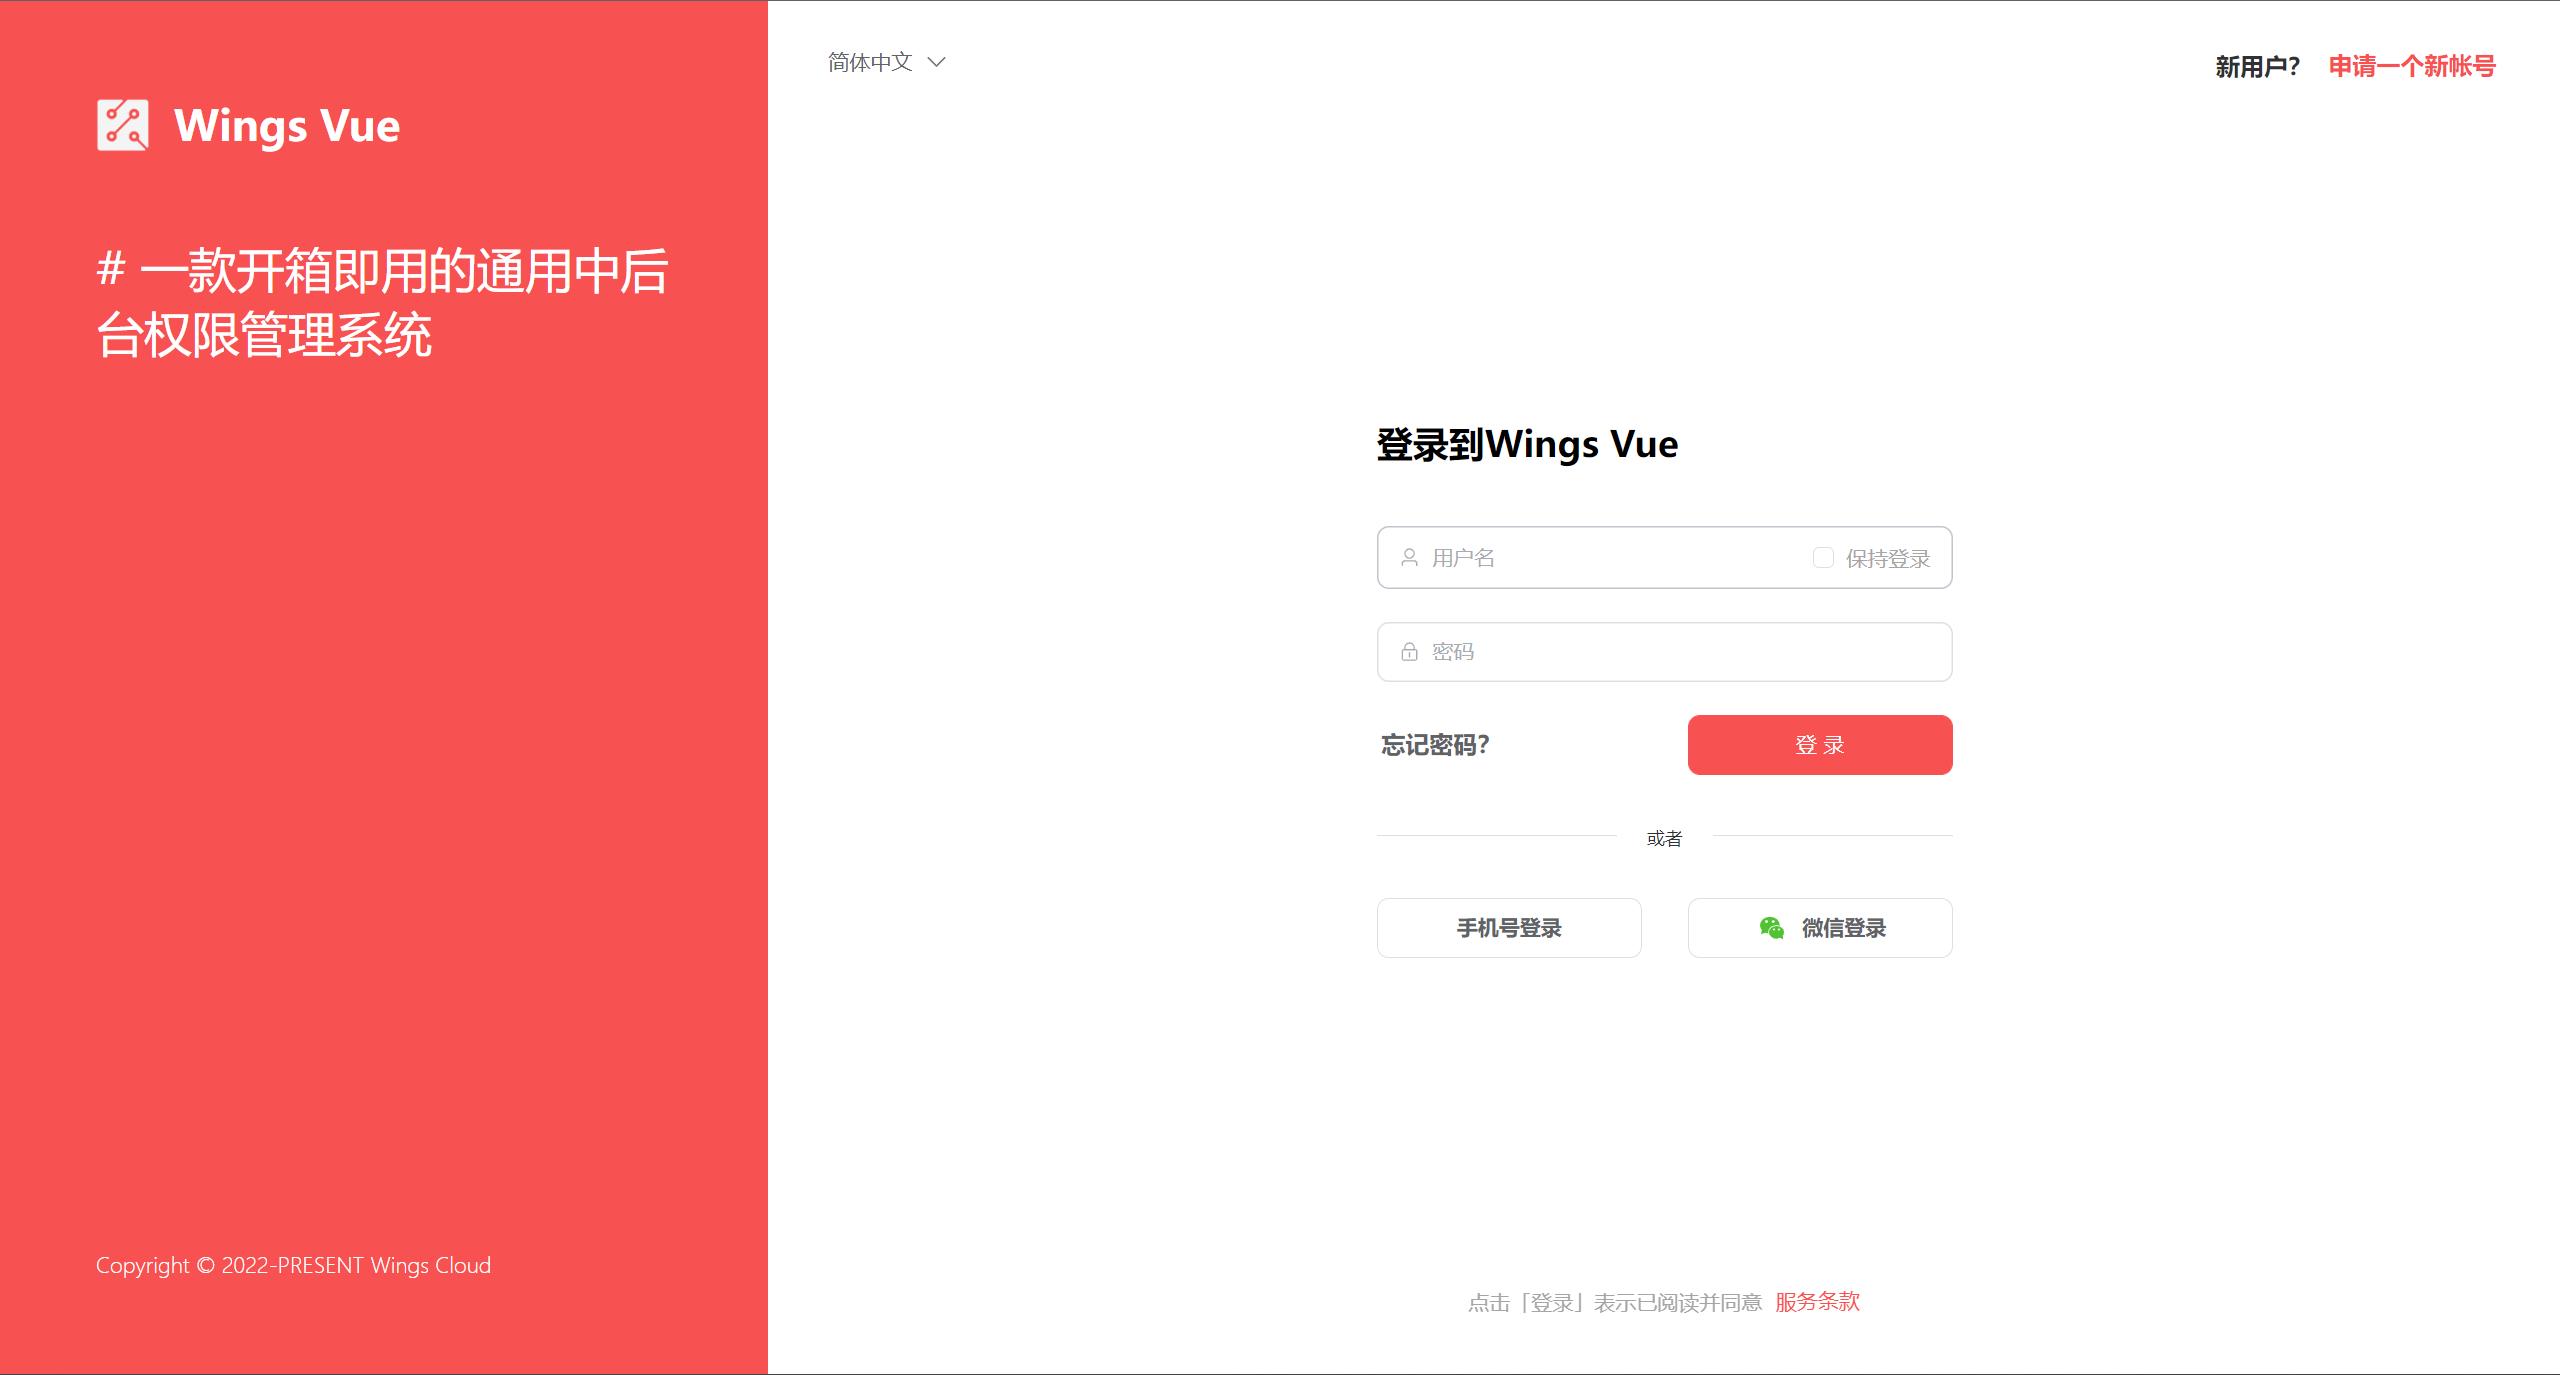 Wings Vue
# 一款开箱即用的通用中后
台权限管理系统
Copyright © 2022-PRESENT Wings Cloud
简体中文
新用户? 申请一个新帐号
登录到Wings Vue
用户名 保持登录
密码
忘记密码? 登 录
或者
手机号登录 微信登录
点击「登录」表示已阅读并同意 服务条款